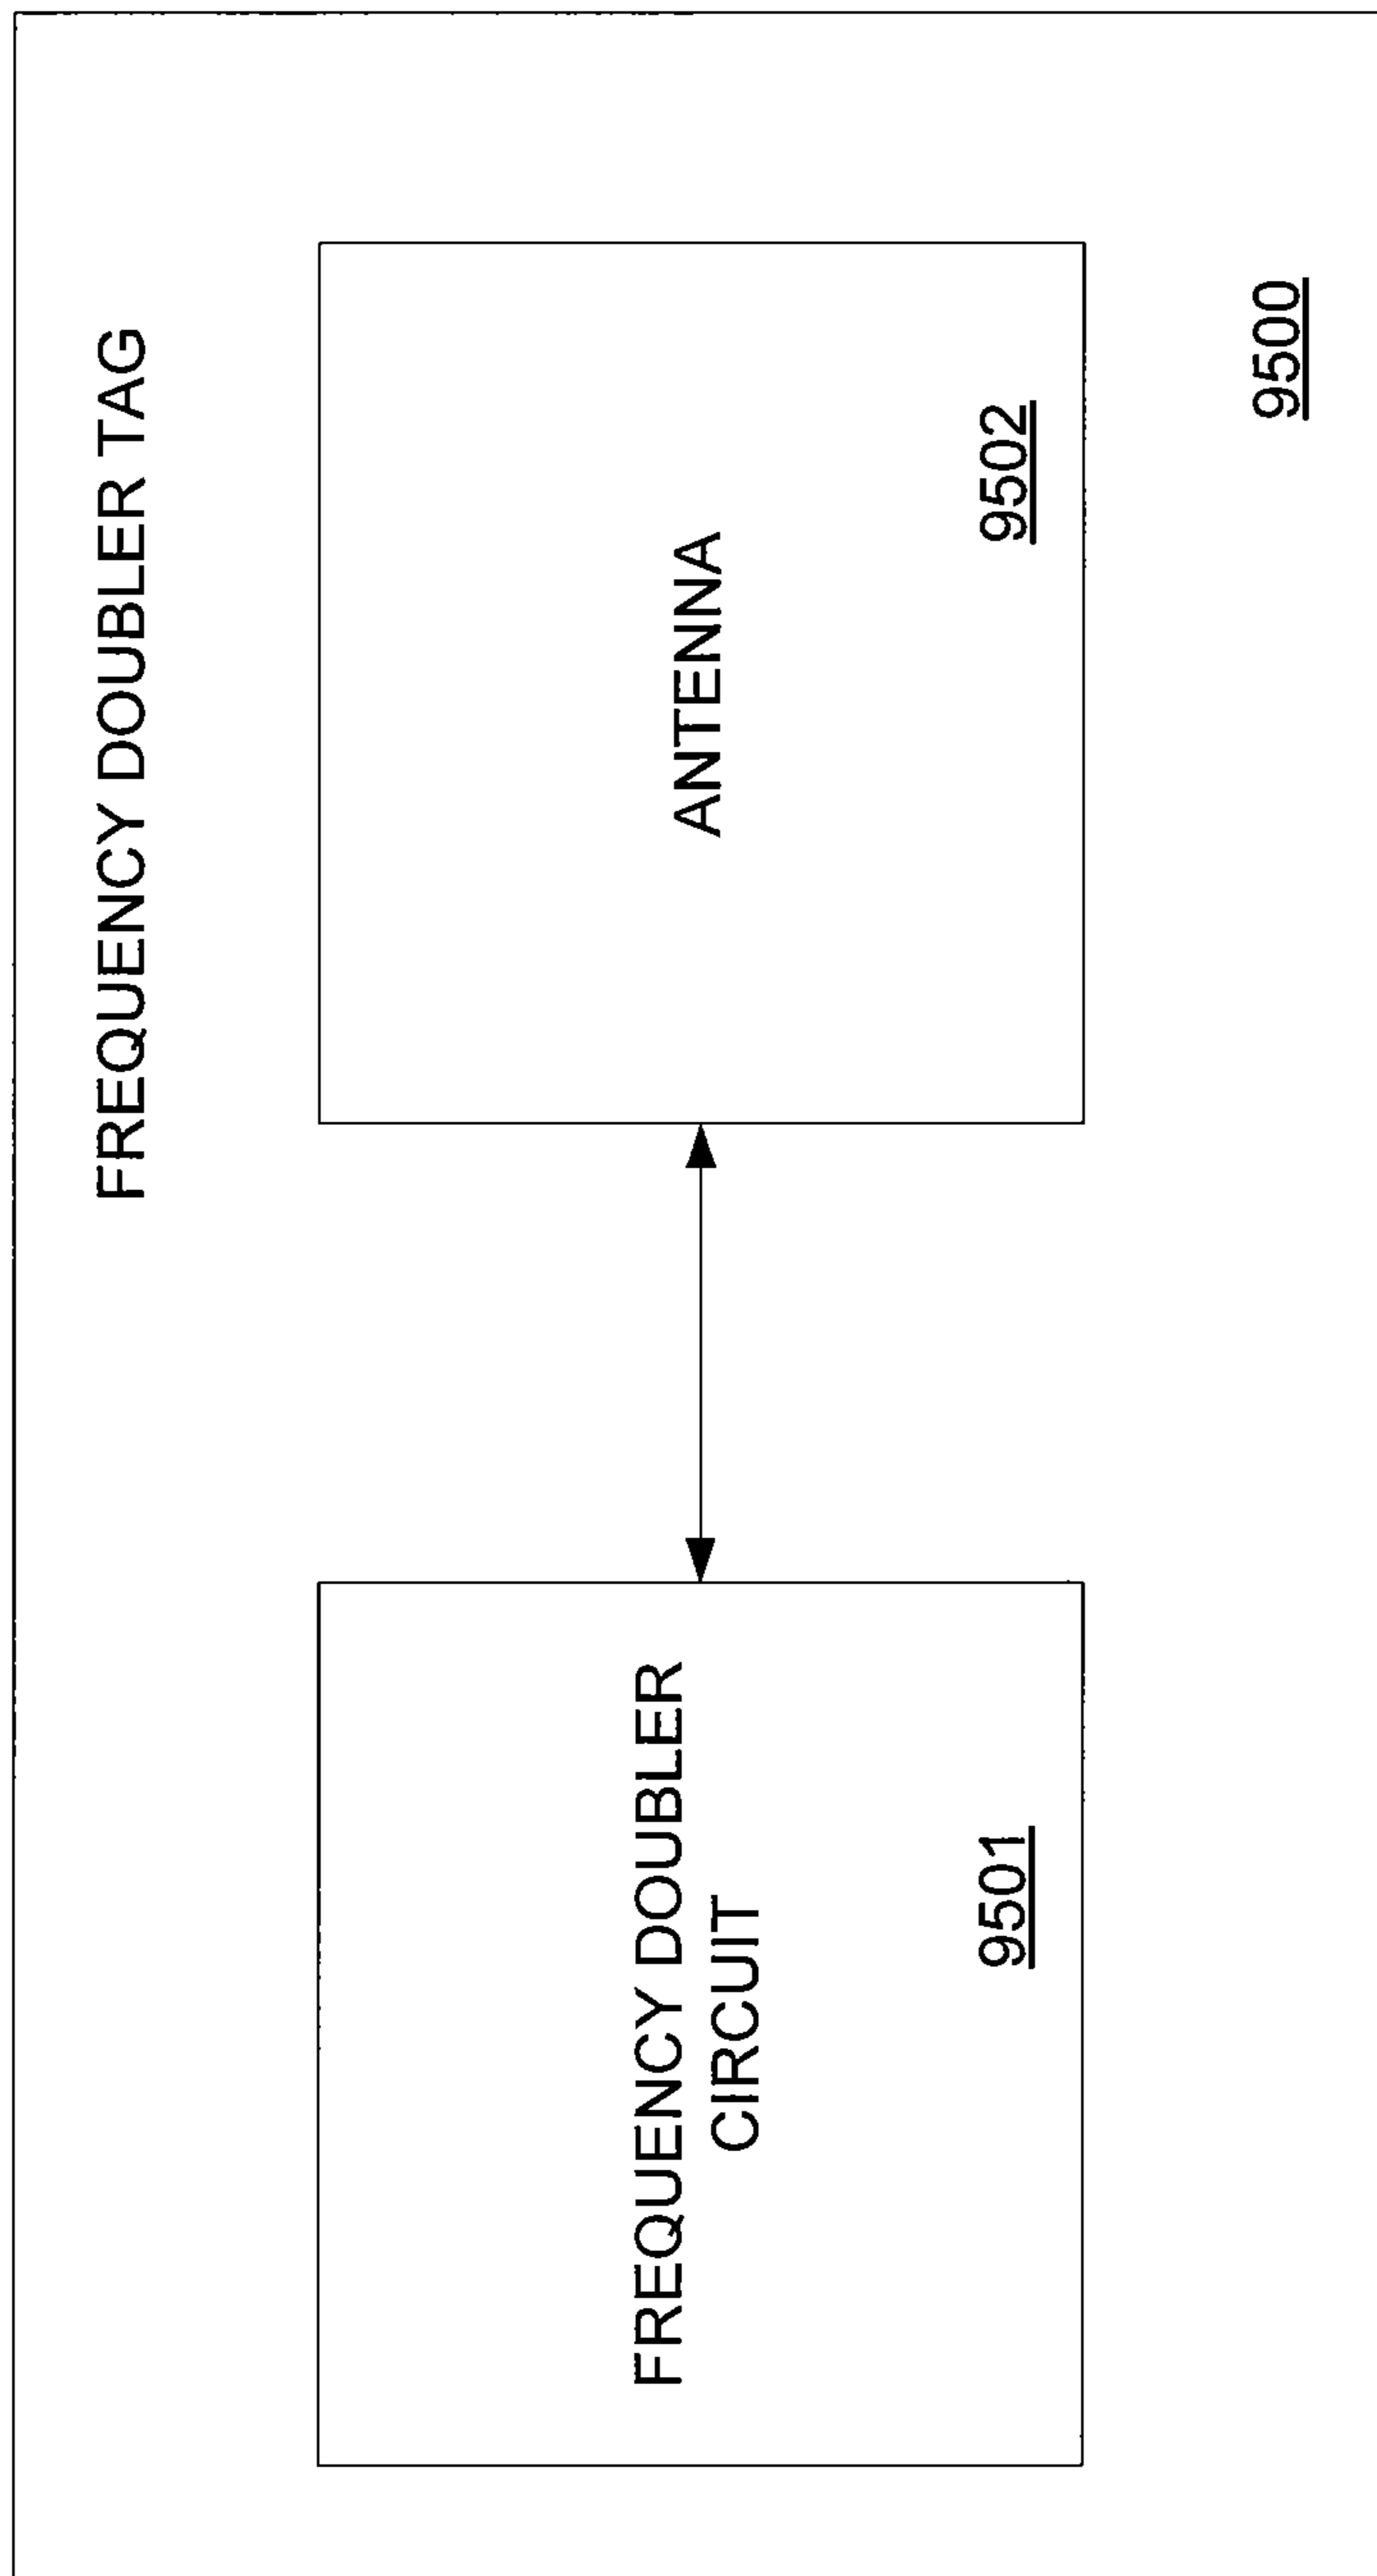 FREQUENCY DOUBLER TAG
FREQUENCY DOUBLER
CIRCUIT
9501
ANTENNA
9502
9500